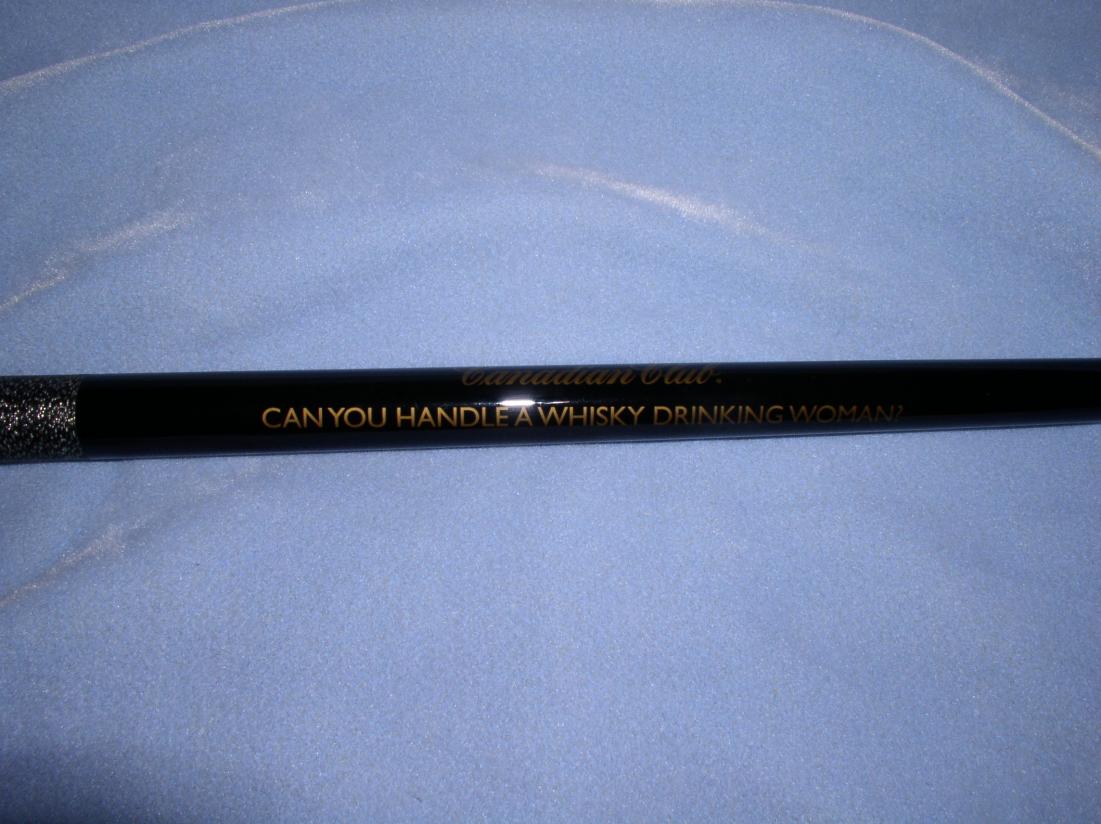 Canadian Club.
CAN YOU HANDLE A WHISKY DRINKING WOMAN?